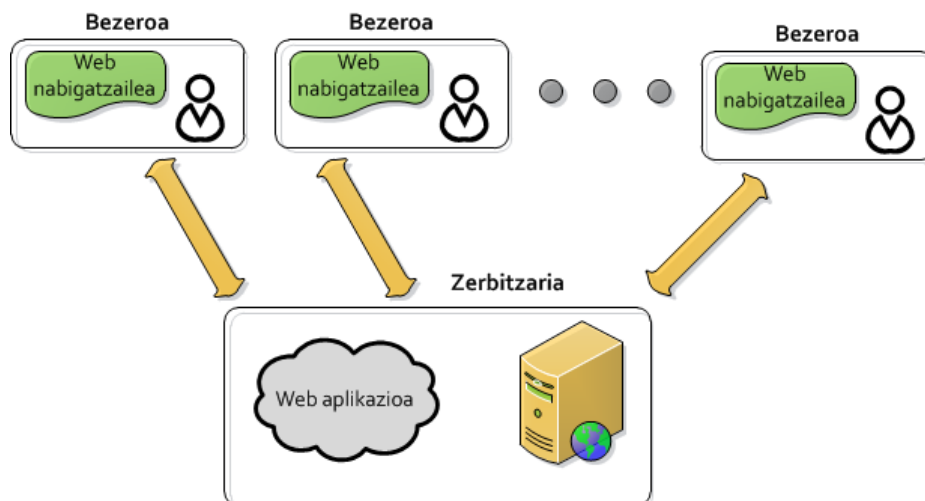 Bezeroa
Web
nabigatzailea
Bezeroa
Web
nabigatzailea
Bezeroa
Web
nabigatzailea
Zerbitzaria
Web aplikazioa